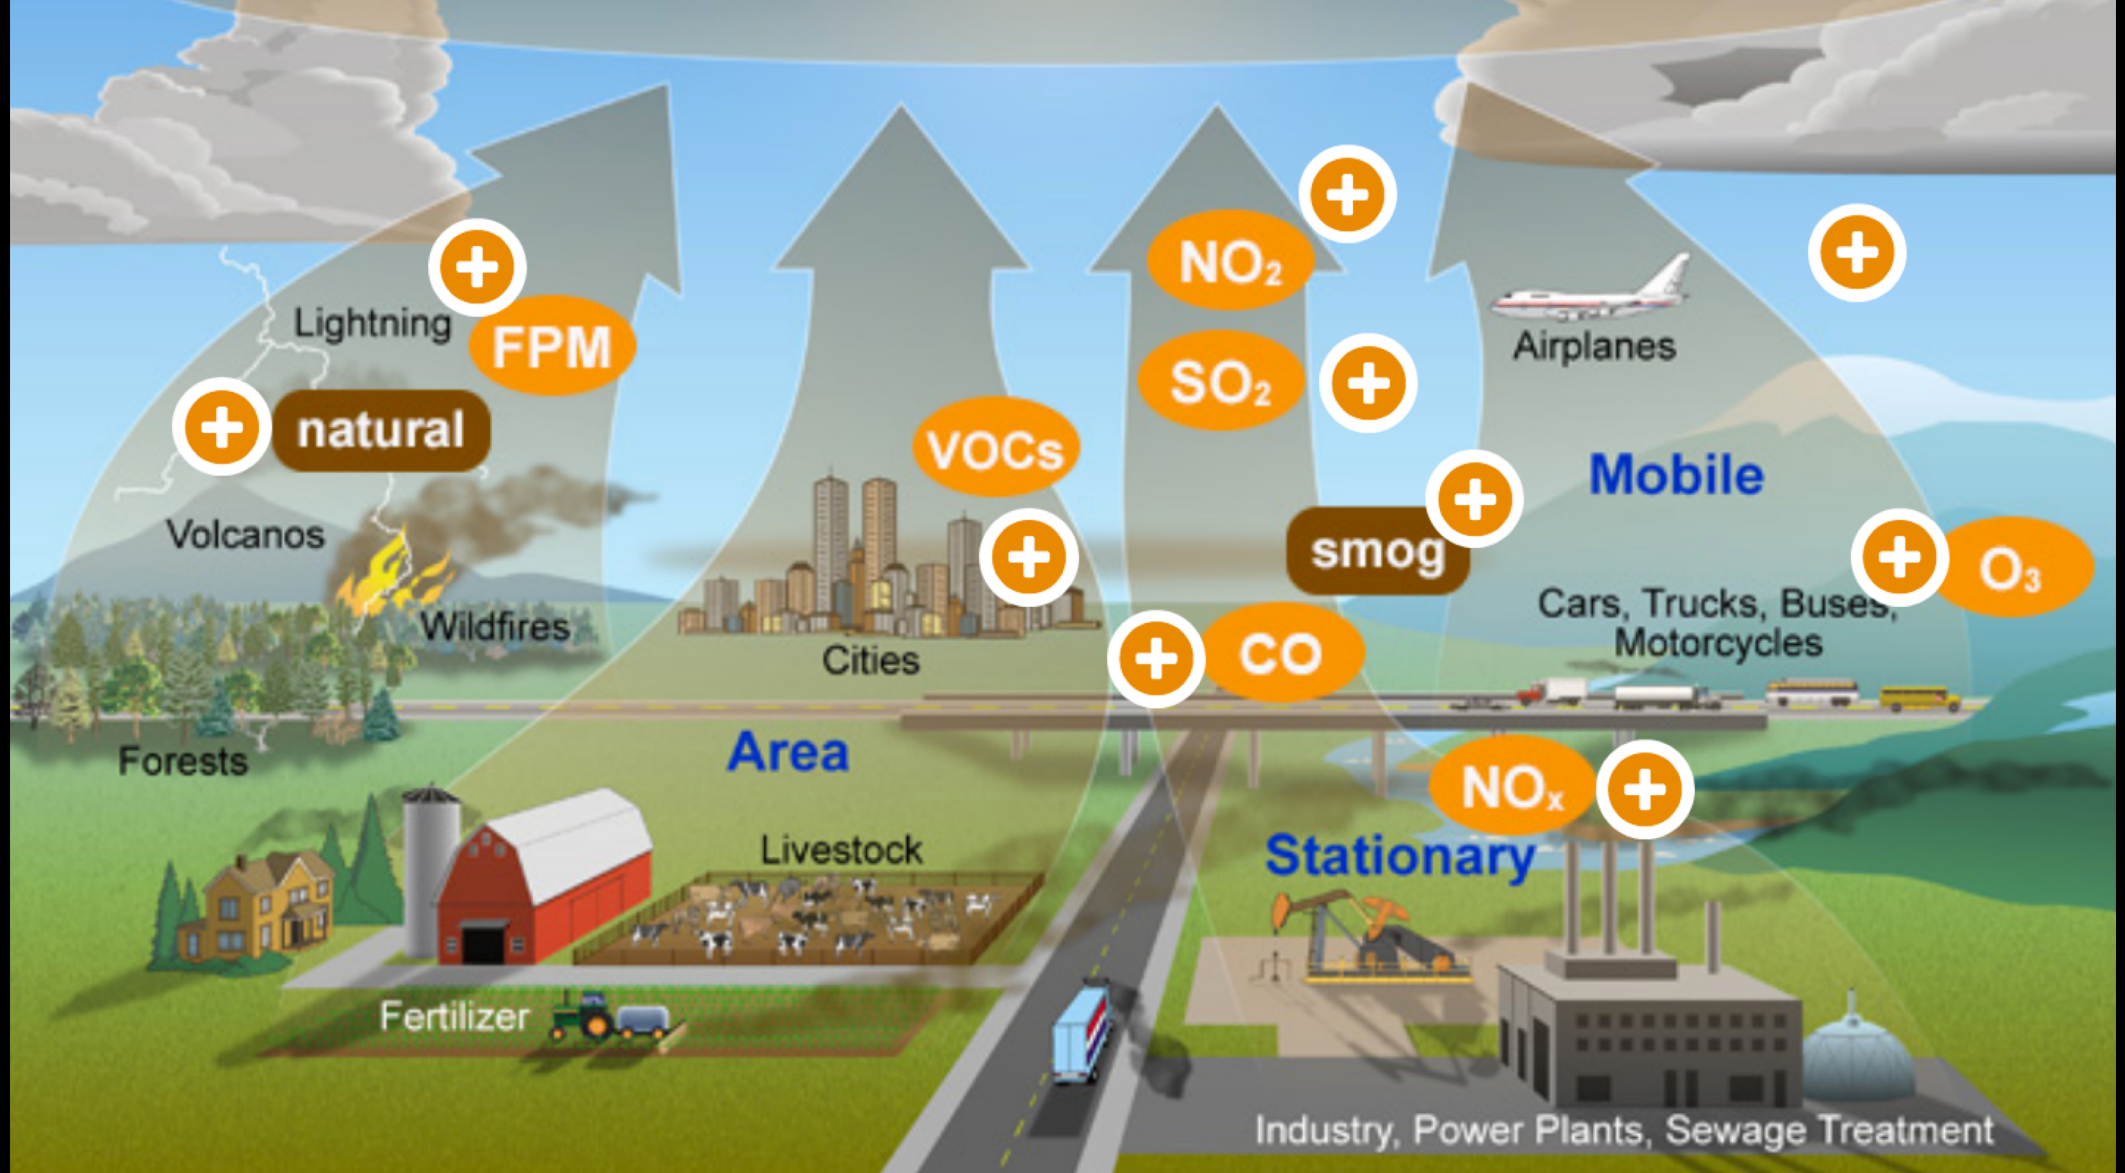 NO₂
Lightning
FPM
Airplanes
SO₂
natural
VOCs
Mobile
Volcanos
smog
O₃
Cars, Trucks, Buses,
Motorcycles
Wildfires
Cities
CO
Forests
Area
NOₓ
Livestock
Stationary
Fertilizer
Industry, Power Plants, Sewage Treatment